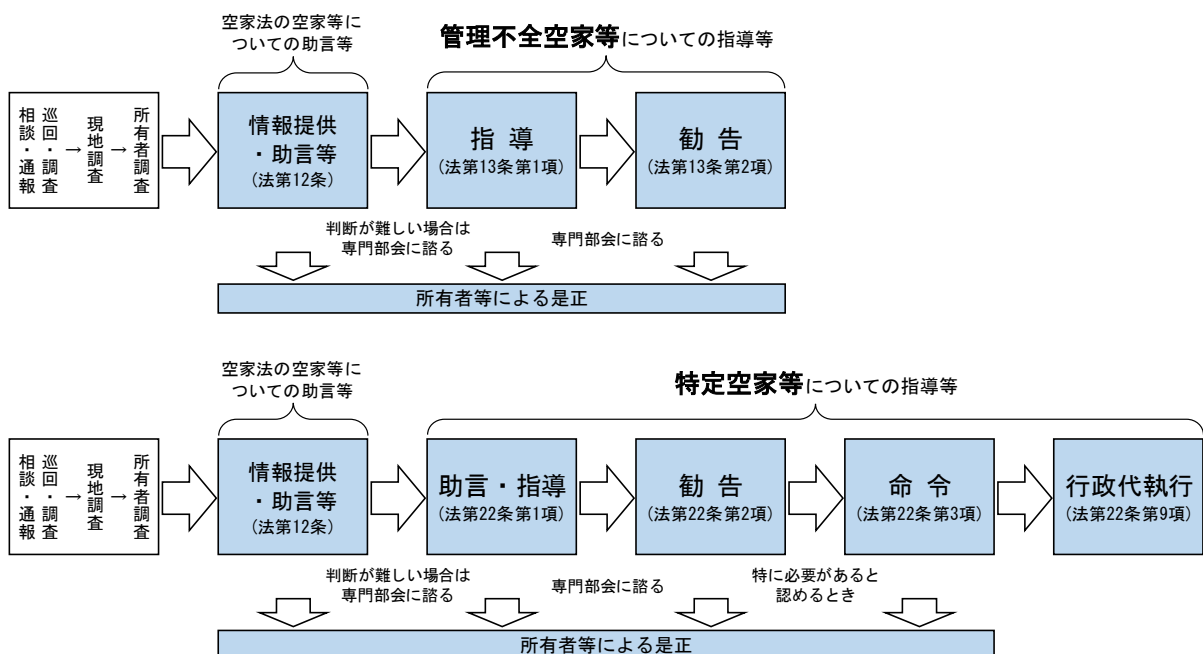 空家法の空家等に
ついての助言等
管理不全空家等についての指導等
相談・通報
巡回・調査
→
現地調査
→
所有者調査
情報提供
・助言等
(法第12条)
指 導
(法第13条第1項)
勧 告
(法第13条第2項)
判断が難しい場合は
専門部会に諮る
専門部会に諮る
所有者等による是正
空家法の空家等に
ついての助言等
特定空家等についての指導等
相談・通報
巡回・調査
→
現地調査
→
所有者調査
情報提供
・助言等
(法第12条)
助言・指導
(法第22条第1項)
勧 告
(法第22条第2項)
命 令
(法第22条第3項)
行政代執行
(法第22条第9項)
判断が難しい場合は
専門部会に諮る
専門部会に諮る
特に必要があると
認めるとき
所有者等による是正